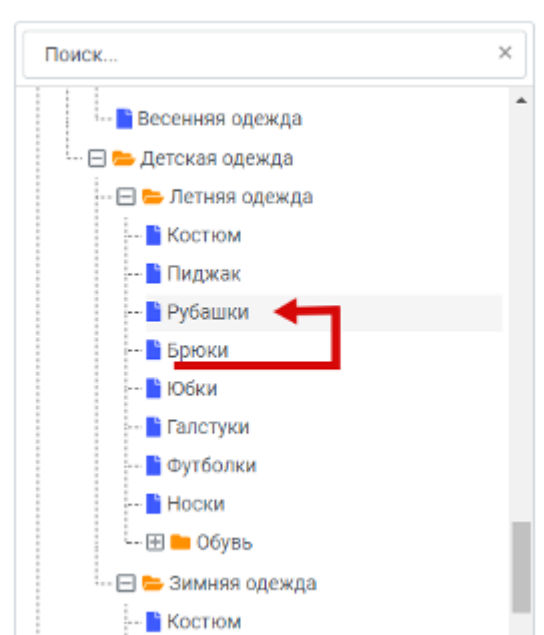 Поиск...
Весенняя одежда
Детская одежда
Летняя одежда
Костюм
Пиджак
Рубашки
Брюки
Юбки
Галстуки
Футболки
Носки
Обувь
Зимняя одежда
Костюм